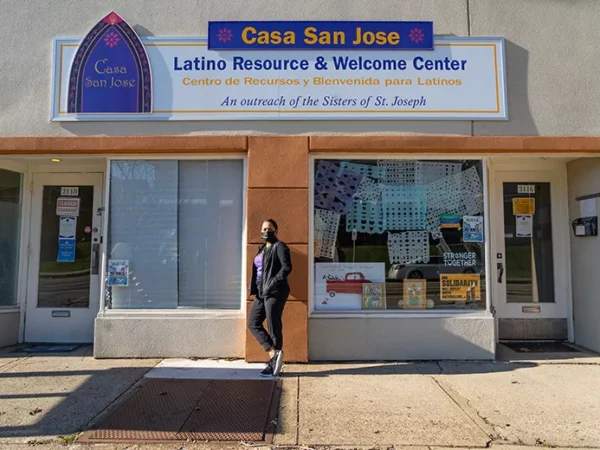 Casa San Jose
Casa
San Jose
Latino Resource & Welcome Center
Centro de Recursos y Bienvenida para Latinos
An outreach of the Sisters of St. Joseph
2118
2116
STRONGER
TOGETHER
SOLIDARITY